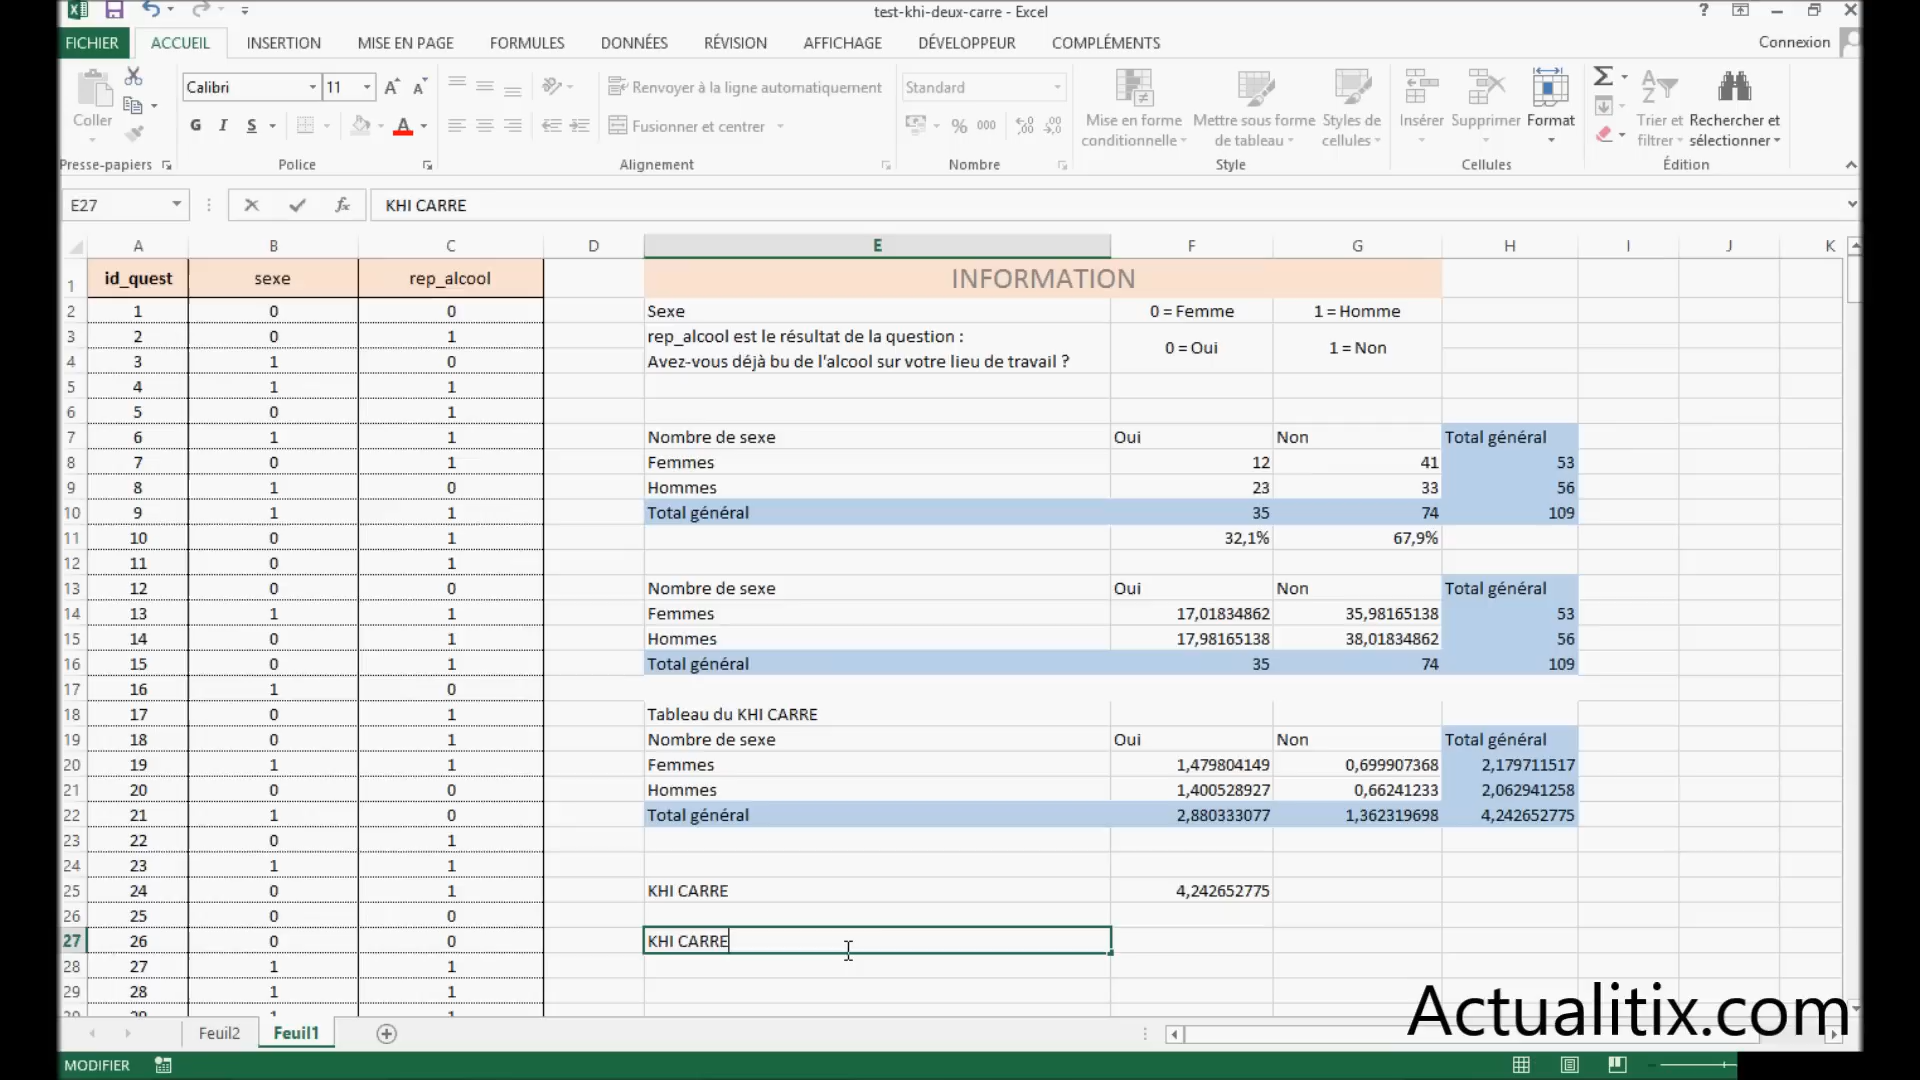 test-khi-deux-carre - Excel
?
FICHIER ACCUEIL INSERTION MISE EN PAGE FORMULES DONNÉES RÉVISION AFFICHAGE DÉVELOPPEUR COMPLÉMENTS Connexion
Coller
Presse-papiers
Calibri 11
G I S
Police
Renvoyer à la ligne automatiquement
Fusionner et centrer
Alignement
Standard
% 000
Nombre
Mise en forme conditionnelle
Mettre sous forme de tableau
Styles de cellules
Style
Insérer Supprimer Format
Cellules
Trier et filtrer
Rechercher et sélectionner
Édition
E27 fx KHI CARRE
A B C D E F G H I J K
1 id_quest sexe rep_alcool INFORMATION
2 1 0 0 Sexe 0 = Femme 1 = Homme
3 2 0 1 rep_alcool est le résultat de la question :
0 = Oui 1 = Non
4 3 1 0 Avez-vous déjà bu de l'alcool sur votre lieu de travail ?
5 4 1 1
6 5 0 1
7 6 1 1 Nombre de sexe Oui Non Total général
8 7 0 1 Femmes 12 41 53
9 8 1 0 Hommes 23 33 56
10 9 1 1 Total général 35 74 109
11 10 0 1 32,1% 67,9%
12 11 0 1
13 12 0 0 Nombre de sexe Oui Non Total général
14 13 1 1 Femmes 17,01834862 35,98165138 53
15 14 0 1 Hommes 17,98165138 38,01834862 56
16 15 0 1 Total général 35 74 109
17 16 1 0
18 17 0 1 Tableau du KHI CARRE
19 18 0 1 Nombre de sexe Oui Non Total général
20 19 1 1 Femmes 1,479804149 0,699907368 2,179711517
21 20 0 0 Hommes 1,400528927 0,66241233 2,062941258
22 21 1 0 Total général 2,880333077 1,362319698 4,242652775
23 22 0 1
24 23 1 1
25 24 0 1 KHI CARRE 4,242652775
26 25 0 0
27 26 0 0 KHI CARRE
28 27 1 1
29 28 1 1
Feuil2 Feuil1
Actualitix.com
MODIFIER